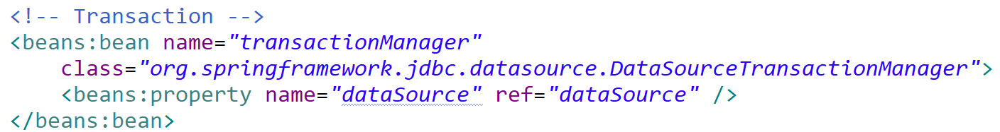 <!-- Transaction -->
<beans:bean name="transactionManager"
    class="org.springframework.jdbc.datasource.DataSourceTransactionManager">
    <beans:property name="dataSource" ref="dataSource" />
</beans:bean>